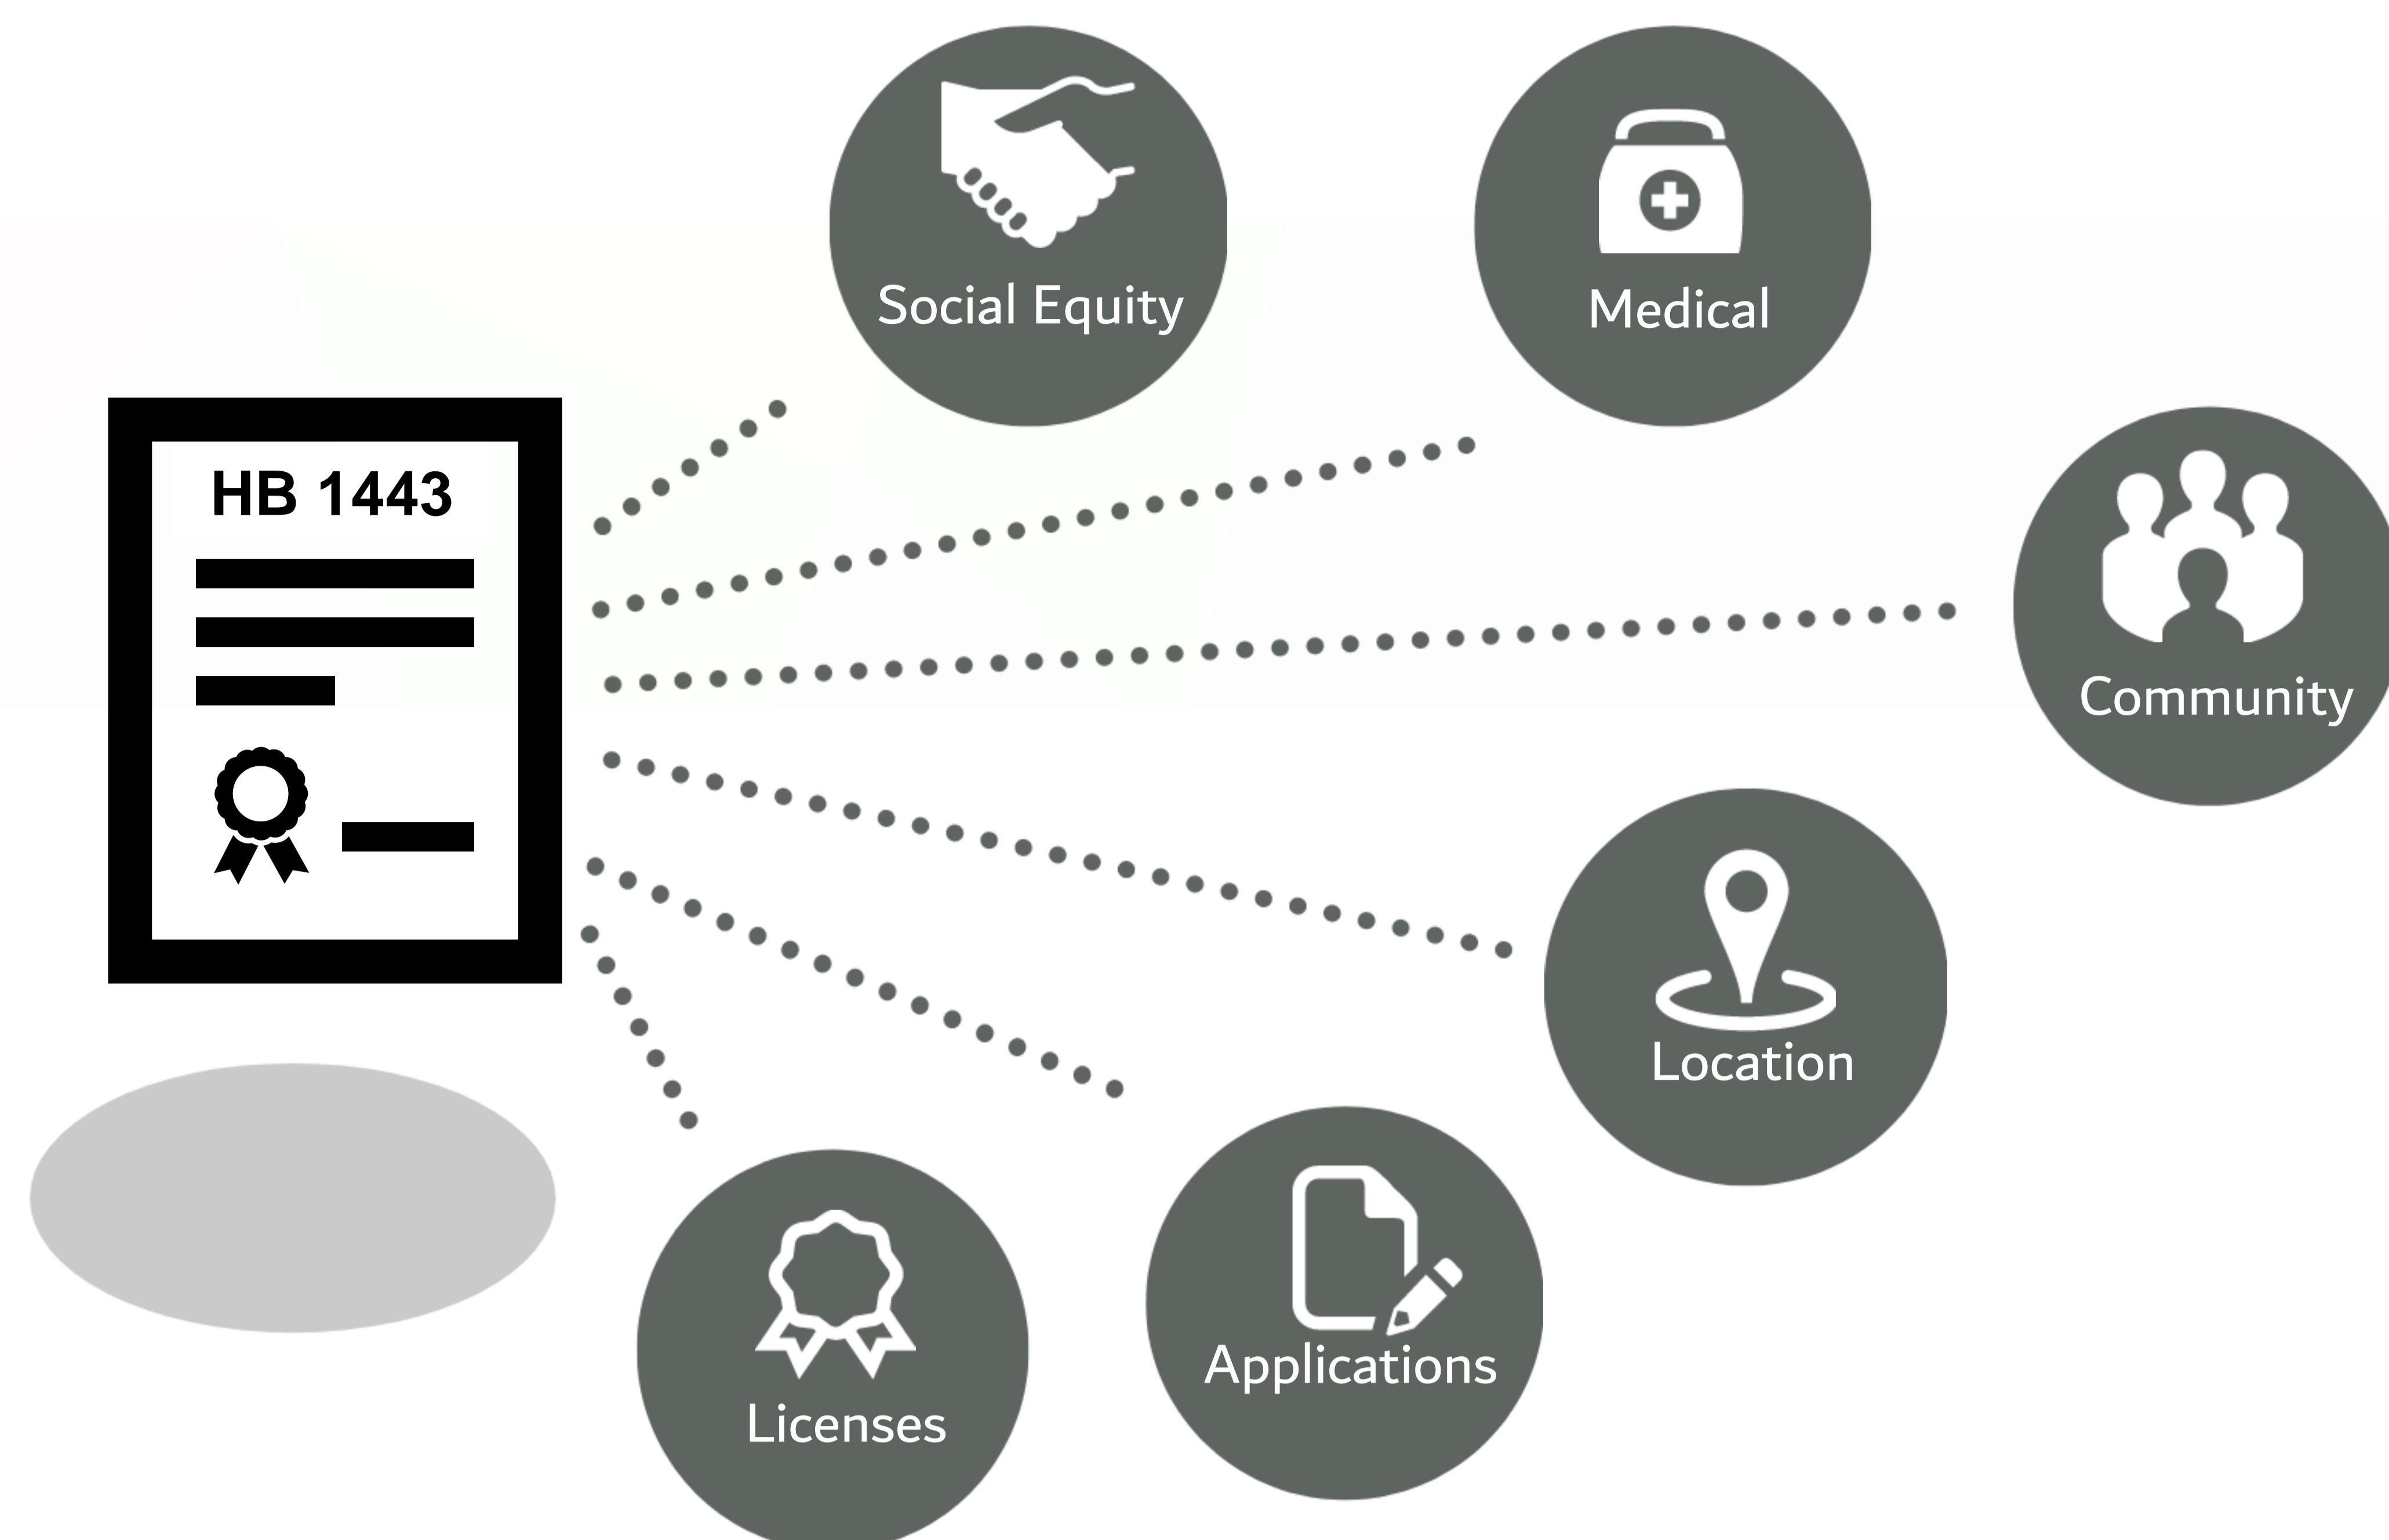 Social Equity
Medical
HB 1443
Community
Location
Applications
Licenses